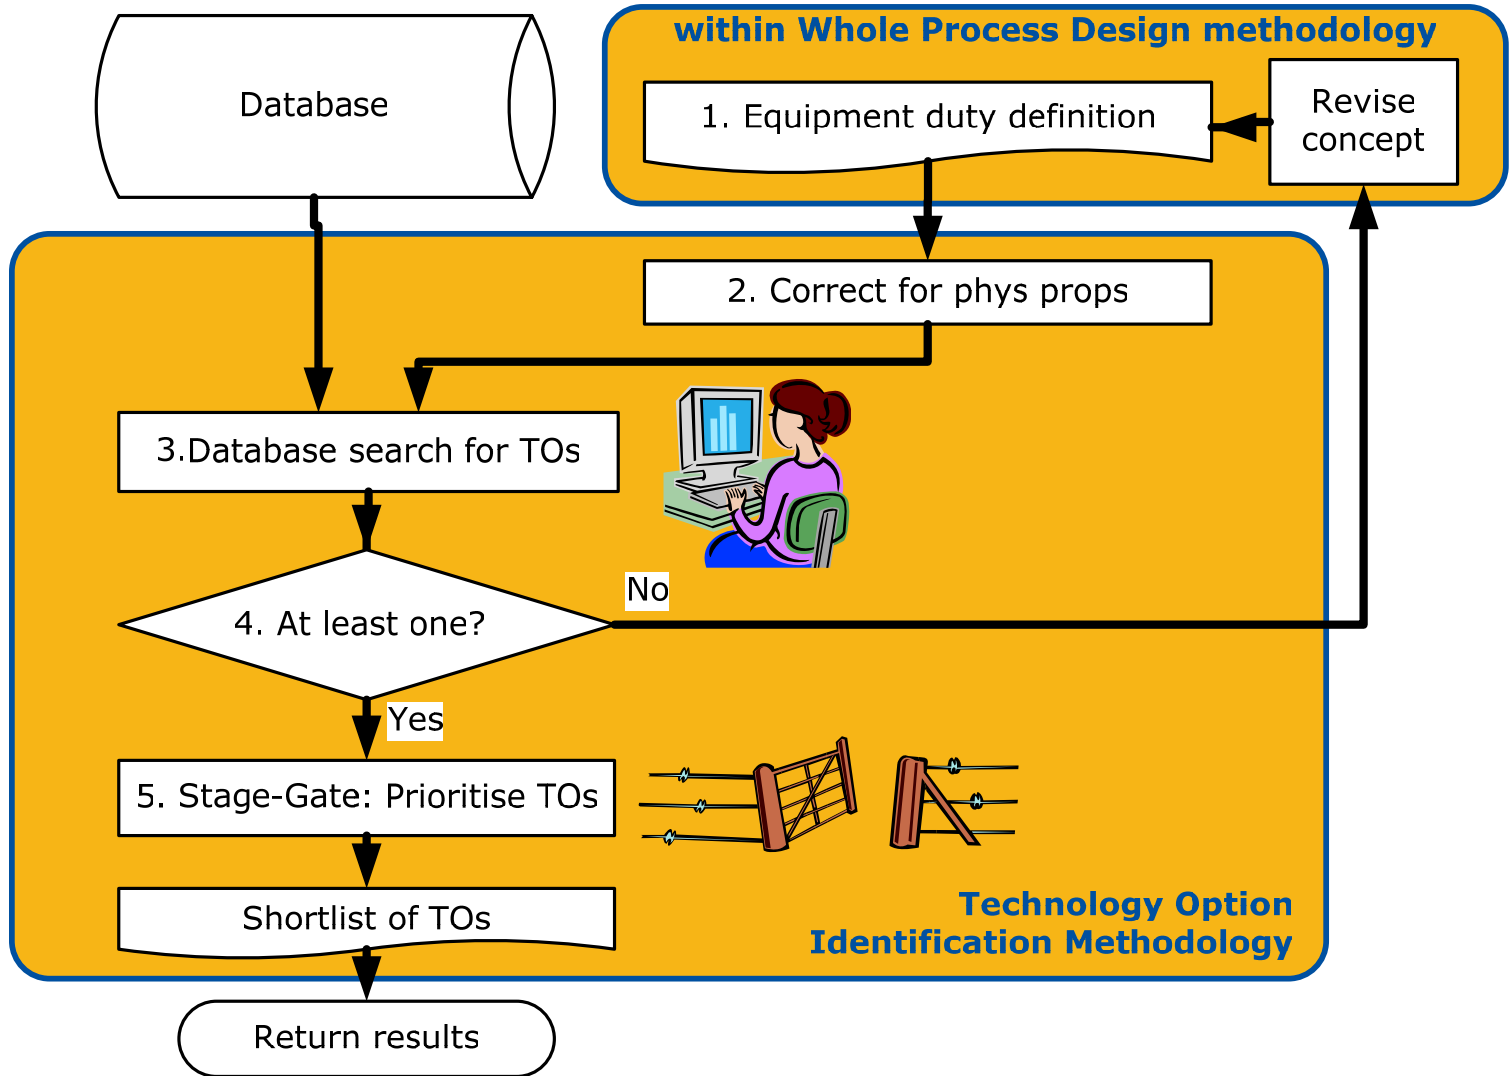 within Whole Process Design methodology
Database
1. Equipment duty definition
Revise
concept
2. Correct for phys props
3.Database search for TOs
No
4. At least one?
Yes
5. Stage-Gate: Prioritise TOs
Shortlist of TOs
Technology Option
Identification Methodology
Return results